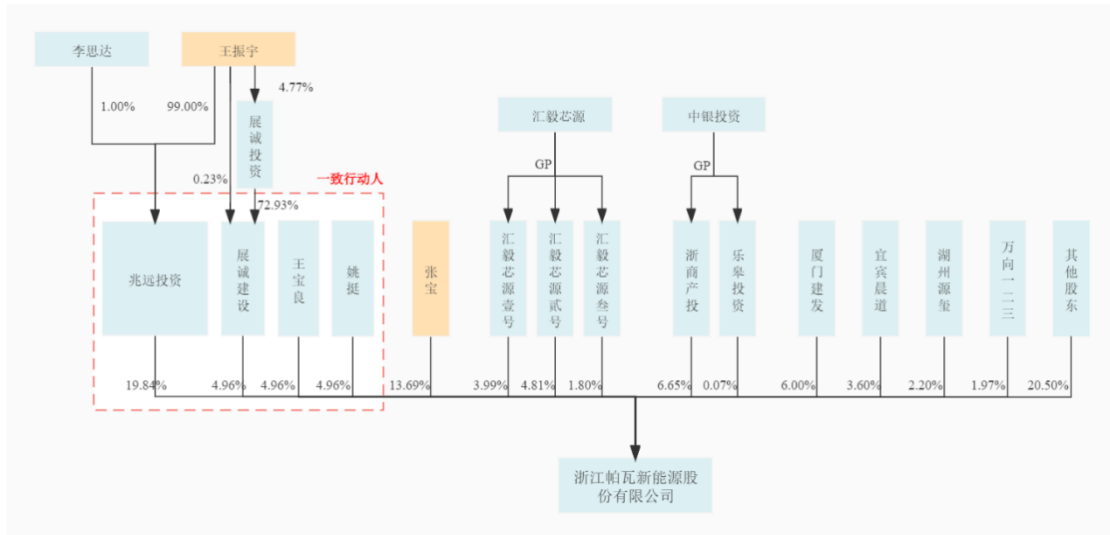 李思达
王振宇
1.00%
99.00%
4.77%
展诚投资
汇毅芯源
中银投资
GP
GP
0.23%
一致行动人
72.93%
兆远投资
展诚建设
王宝良
姚挺
张宝
汇毅芯源壹号
汇毅芯源贰号
汇毅芯源叁号
浙商产投
乐皋投资
厦门建发
宜宾晨道
湖州源玺
万向一二三
其他股东
19.84%
4.96%
4.96%
4.96%
13.69%
3.99%
4.81%
1.80%
6.65%
0.07%
6.00%
3.60%
2.20%
1.97%
20.50%
浙江帕瓦新能源股
份有限公司